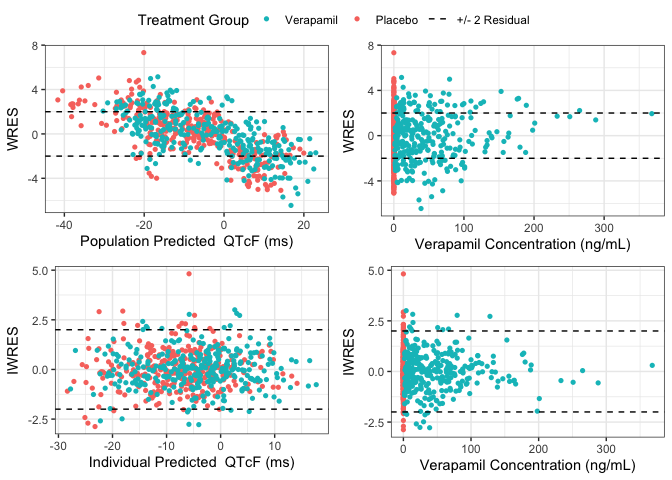 Treatment Group Verapamil Placebo +/- 2 Residual
8
4
0
-4
WRES
-40 -20 0 20
Population Predicted QTcF (ms)
8
4
0
-4
WRES
0 100 200 300
Verapamil Concentration (ng/mL)
5.0
2.5
0.0
-2.5
IWRES
-30 -20 -10 0 10
Individual Predicted QTcF (ms)
5.0
2.5
0.0
-2.5
IWRES
0 100 200 300
Verapamil Concentration (ng/mL)